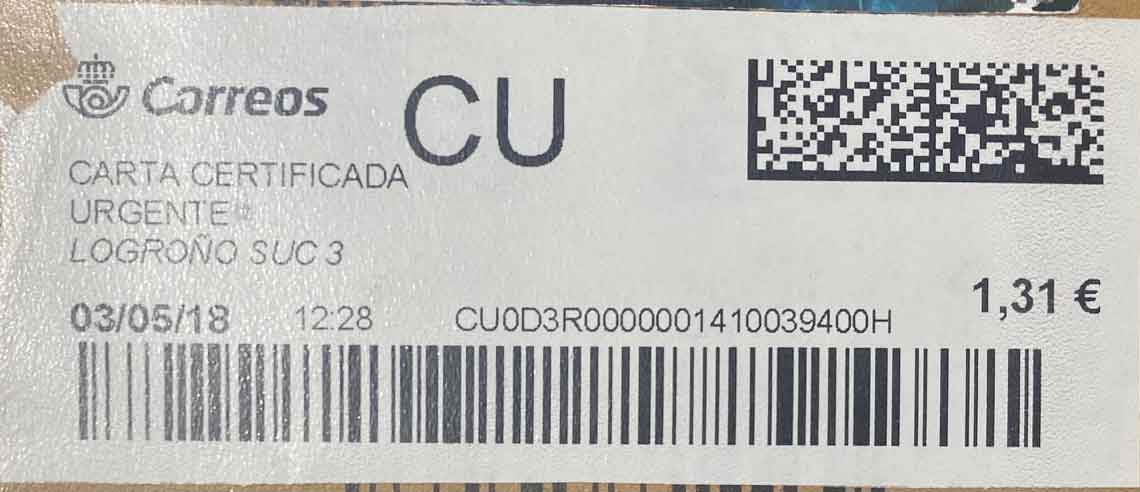 Correos
CU
CARTA CERTIFICADA
URGENTE
LOGROÑO SUC 3
1,31 €
03/05/18 12:28 CU0D3R0000001410039400H